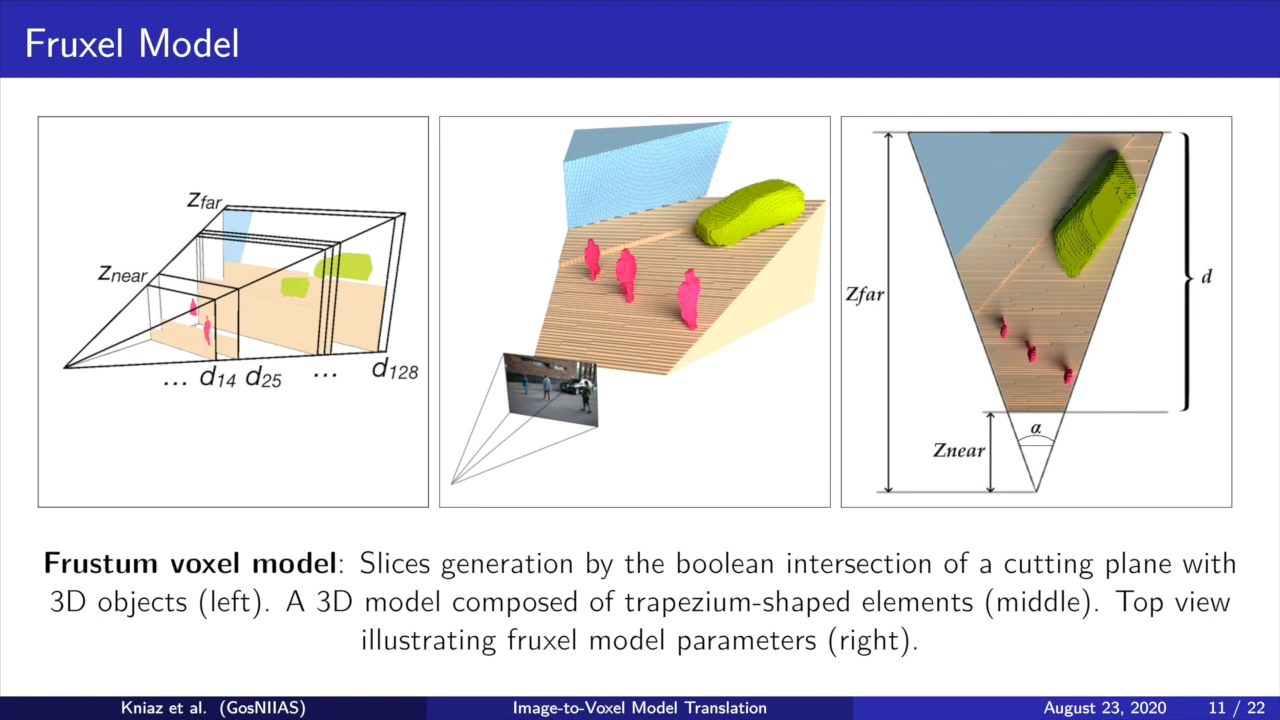 Fruxel Model
Zfar
Znear
... d14 d25 ... d128
Zfar
d
Znear
α
Frustum voxel model: Slices generation by the boolean intersection of a cutting plane with
3D objects (left). A 3D model composed of trapezium-shaped elements (middle). Top view
illustrating fruxel model parameters (right).
Kniaz et al. (GosNIIAS) Image-to-Voxel Model Translation August 23, 2020 11 / 22